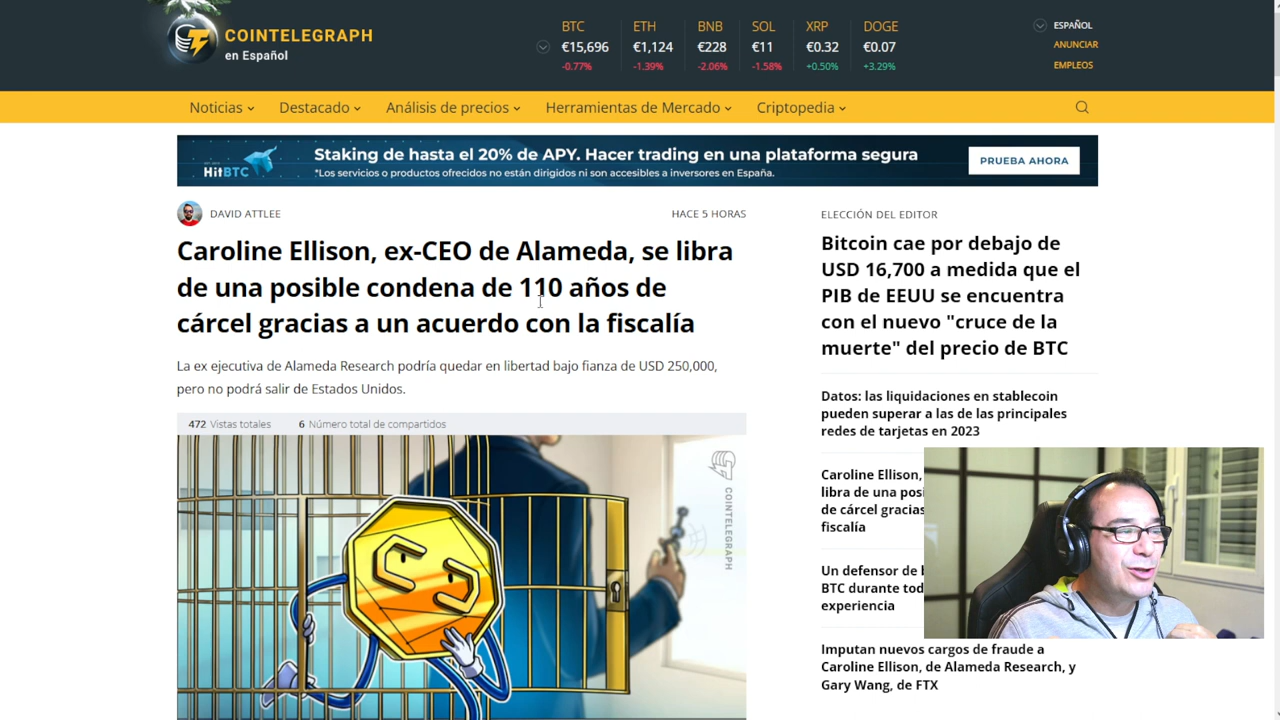 COINTELEGRAPH
en Español
BTC ETH BNB SOL XRP DOGE
€15,696 €1,124 €228 €11 €0.32 €0.07
-0.77% -1.39% -2.06% -1.58% +0.50% +3.29%
ESPAÑOL
ANUNCIAR
EMPLEOS
Noticias Destacado Análisis de precios Herramientas de Mercado Criptopedia
HitBTC
Staking de hasta el 20% de APY. Hacer trading en una plataforma segura
*Los servicios o productos ofrecidos no están dirigidos ni son accesibles a inversores en España.
PRUEBA AHORA
DAVID ATTLEE HACE 5 HORAS
Caroline Ellison, ex-CEO de Alameda, se libra
de una posible condena de 110 años de
cárcel gracias a un acuerdo con la fiscalía
La ex ejecutiva de Alameda Research podría quedar en libertad bajo fianza de USD 250,000,
pero no podrá salir de Estados Unidos.
472 Vistas totales 6 Número total de compartidos
COINTELEGRAPH
ELECCIÓN DEL EDITOR
Bitcoin cae por debajo de
USD 16,700 a medida que el
PIB de EEUU se encuentra
con el nuevo "cruce de la
muerte" del precio de BTC
Datos: las liquidaciones en stablecoin
pueden superar a las de las principales
redes de tarjetas en 2023
Caroline Ellison,
libra de una
de cárcel gracias
fiscalía
Un defensor de
BTC durante
experiencia
Imputan nuevos cargos de fraude a
Caroline Ellison, de Alameda Research, y
Gary Wang, de FTX